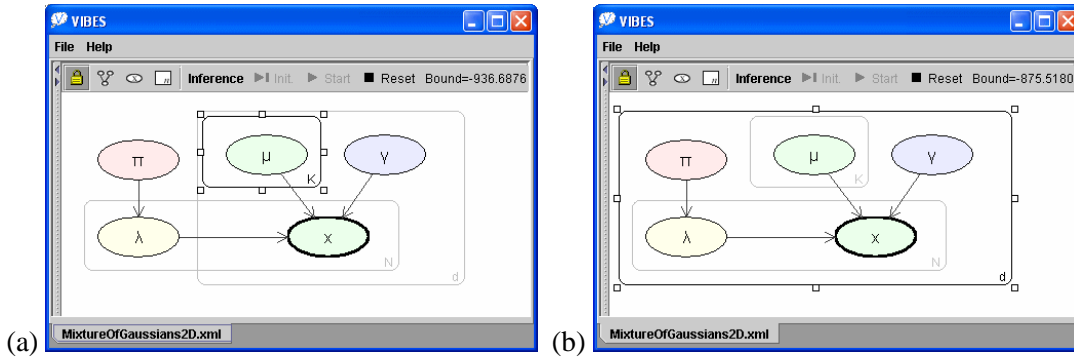 VIBES
File Help
n Inference Init. Start Reset Bound=-936.6876
π μ γ
K
λ x
N
d
(a) MixtureOfGaussians2D.xml
VIBES
File Help
n Inference Init. Start Reset Bound=-875.5180
π μ γ
K
λ x
N
d
(b) MixtureOfGaussians2D.xml